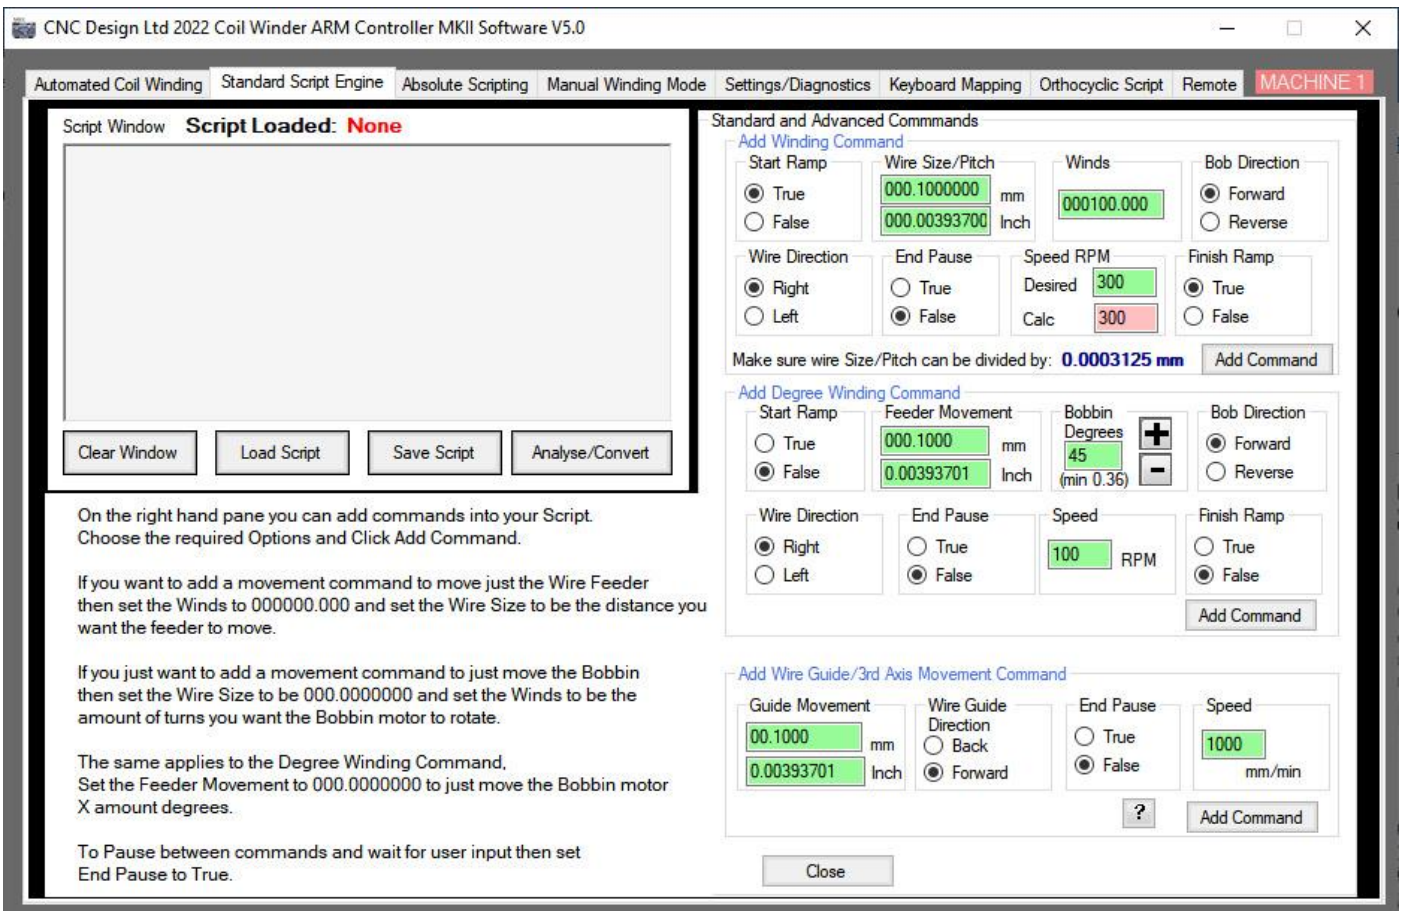 CNC Design Ltd 2022 Coil Winder ARM Controller MKII Software V5.0
Automated Coil Winding Standard Script Engine Absolute Scripting Manual Winding Mode Settings/Diagnostics Keyboard Mapping Orthocyclic Script Remote MACHINE 1
Script Window Script Loaded: None
Clear Window Load Script Save Script Analyse/Convert
On the right hand pane you can add commands into your Script.
Choose the required Options and Click Add Command.
If you want to add a movement command to move just the Wire Feeder
then set the Winds to 000000.000 and set the Wire Size to be the distance you
want the feeder to move.
If you just want to add a movement command to just move the Bobbin
then set the Wire Size to be 000.0000000 and set the Winds to be the
amount of turns you want the Bobbin motor to rotate.
The same applies to the Degree Winding Command,
Set the Feeder Movement to 000.0000000 to just move the Bobbin motor
X amount degrees.
To Pause between commands and wait for user input then set
End Pause to True.
Standard and Advanced Commmands
Add Winding Command
Start Ramp Wire Size/Pitch Winds Bob Direction
True 000.1000000 mm 000100.000 Forward
False 000.00393700 Inch Reverse
Wire Direction End Pause Speed RPM Finish Ramp
Right True Desired 300 True
Left False Calc 300 False
Make sure wire Size/Pitch can be divided by: 0.0003125 mm Add Command
Add Degree Winding Command
Start Ramp Feeder Movement Bobbin Degrees Bob Direction
True 000.1000 mm 45 + Forward
False 0.00393701 Inch (min 0.36) - Reverse
Wire Direction End Pause Speed Finish Ramp
Right True 100 RPM True
Left False False
Add Command
Add Wire Guide/3rd Axis Movement Command
Guide Movement Wire Guide Direction End Pause Speed
00.1000 mm Back True 1000
0.00393701 Inch Forward False mm/min
? Add Command
Close